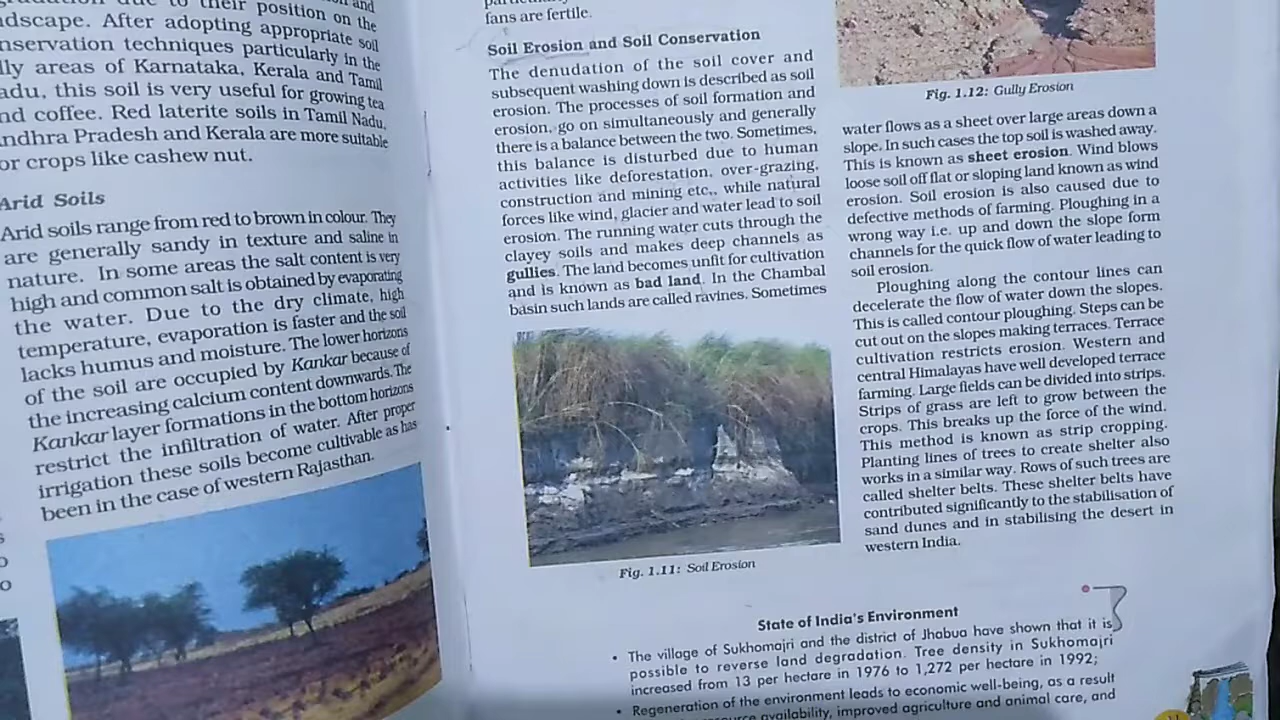 due to their position on the
After adopting appropriate soil
techniques particularly in the
areas of Karnataka, Kerala and Tamil
this soil is very useful for growing tea
coffee. Red laterite soils in Tamil Nadu,
Pradesh and Kerala are more suitable
crops like cashew nut.
Arid Soils
Arid soils range from red to brown in colour. They
are generally sandy in texture and saline in
nature. In some areas the salt content is very
high and common salt is obtained by evaporating
the water. Due to the dry climate, high
temperature, evaporation is faster and the soil
lacks humus and moisture. The lower horizons
of the soil are occupied by Kankar because of
the increasing calcium content downwards. The
Kankar layer formations in the bottom horizons
restrict the infiltration of water. After proper
irrigation these soils become cultivable as has
been in the case of western Rajasthan.
fans are fertile.
Soil Erosion and Soil Conservation
The denudation of the soil cover and
subsequent washing down is described as soil
erosion. The processes of soil formation and
erosion, go on simultaneously and generally
there is a balance between the two. Sometimes,
this balance is disturbed due to human
activities like deforestation, over-grazing,
construction and mining etc., while natural
forces like wind, glacier and water lead to soil
erosion. The running water cuts through the
clayey soils and makes deep channels as
gullies. The land becomes unfit for cultivation
and is known as bad land. In the Chambal
basin such lands are called ravines. Sometimes
Fig. 1.11: Soil Erosion
Fig. 1.12: Gully Erosion
water flows as a sheet over large areas down a
slope. In such cases the top soil is washed away.
This is known as sheet erosion. Wind blows
loose soil off flat or sloping land known as wind
erosion. Soil erosion is also caused due to
defective methods of farming. Ploughing in a
wrong way i.e. up and down the slope form
channels for the quick flow of water leading to
soil erosion.
Ploughing along the contour lines can
decelerate the flow of water down the slopes.
This is called contour ploughing. Steps can be
cut out on the slopes making terraces. Terrace
cultivation restricts erosion. Western and
central Himalayas have well developed terrace
farming. Large fields can be divided into strips.
Strips of grass are left to grow between the
crops. This breaks up the force of the wind.
This method is known as strip cropping.
Planting lines of trees to create shelter also
works in a similar way. Rows of such trees are
called shelter belts. These shelter belts have
contributed significantly to the stabilisation of
sand dunes and in stabilising the desert in
western India.
State of India's Environment
• The village of Sukhomajri and the district of Jhabua have shown that it is
possible to reverse land degradation. Tree density in Sukhomajri
increased from 13 per hectare in 1976 to 1,272 per hectare in 1992;
• Regeneration of the environment leads to economic well-being, as a result
availability, improved agriculture and animal care, and